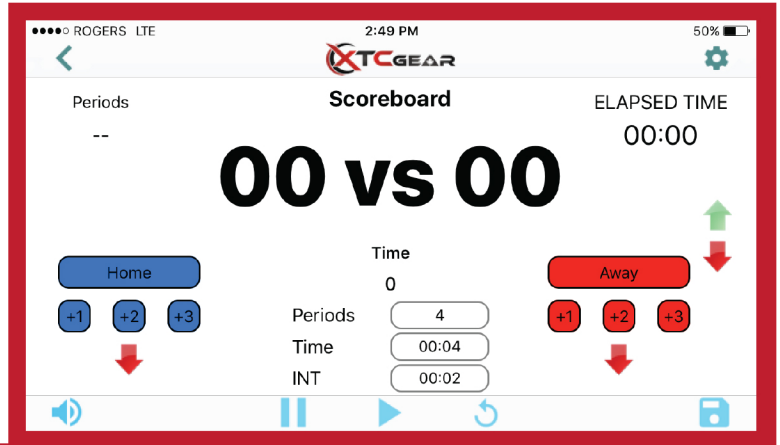 ROGERS LTE
2:49 PM
50%
XTCGEAR
Periods
--
Scoreboard
ELAPSED TIME
00:00
00 vs 00
Home
+1 +2 +3
Time
0
Periods 4
Time 00:04
INT 00:02
Away
+1 +2 +3